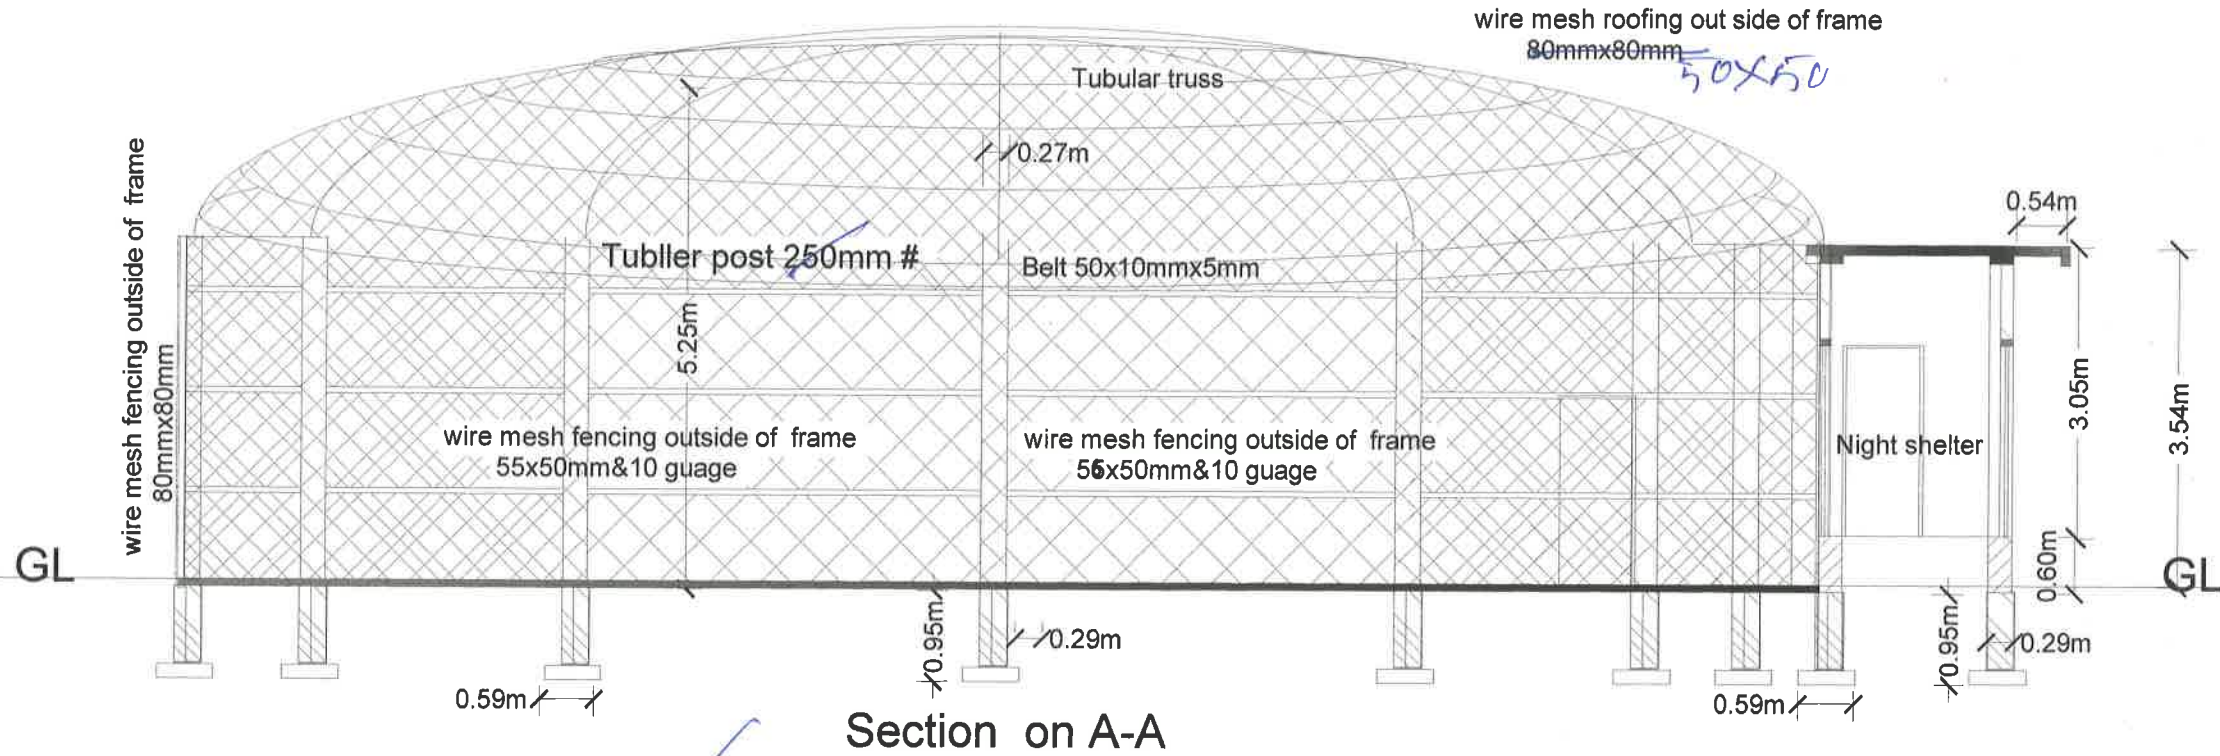 wire mesh roofing out side of frame
80mmx80mm
50X50
Tubular truss
0.27m
wire mesh fencing outside of frame
80mmx80mm
0.54m
Tubller post 250mm #
Belt 50x10mmx5mm
5.25m
3.05m
3.54m
wire mesh fencing outside of frame
55x50mm&10 guage
wire mesh fencing outside of frame
x50mm&10 guage
Night shelter
GL
GL
0.60m
0.95m
0.29m
0.95m
0.29m
0.59m
0.59m
Section on A-A